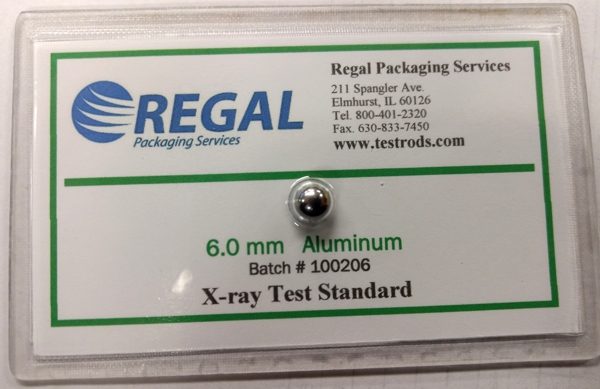 REGAL
Packaging Services
Regal Packaging Services
211 Spangler Ave.
Elmhurst, IL 60126
Tel. 800-401-2320
Fax. 630-833-7450
www.testrods.com
6.0 mm Aluminum
Batch # 100206
X-ray Test Standard